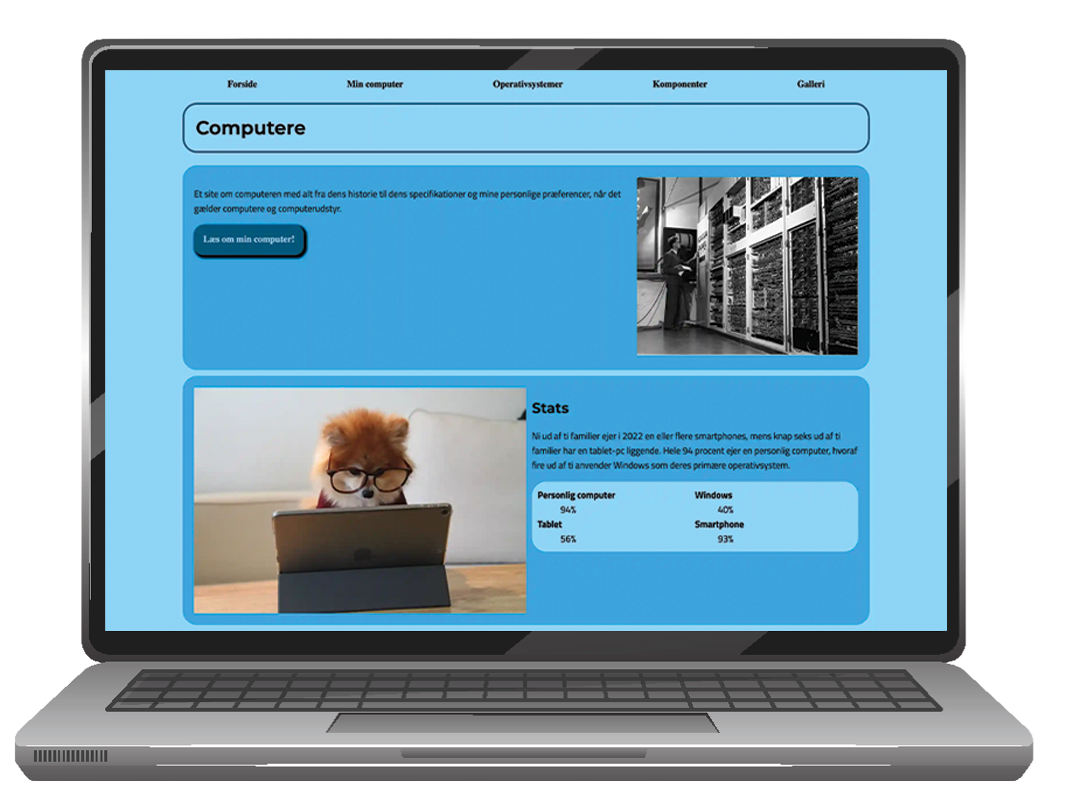 Forside Min computer Operativsystemer Komponenter Galleri
Computere
Et site om computeren med alt fra dens historie til dens specifikationer og mine personlige præferencer, når det
gælder computere og computerudstyr.
Læs om min computer!
Stats
Ni ud af ti familier ejer i 2022 en eller flere smartphones, mens knap seks ud af ti
familier har en tablet-pc liggende. Hele 94 procent ejer en personlig computer, hvoraf
fire ud af ti anvender Windows som deres primære operativsystem.
Personlig computer Windows
94% 40%
Tablet Smartphone
56% 93%